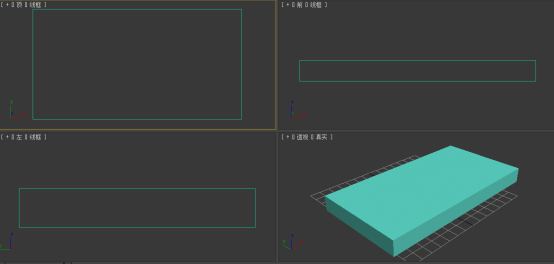 [ + 顶 线框 ]
[ + 前 线框 ]
[ + 左 线框 ]
[ + 透视 真实 ]